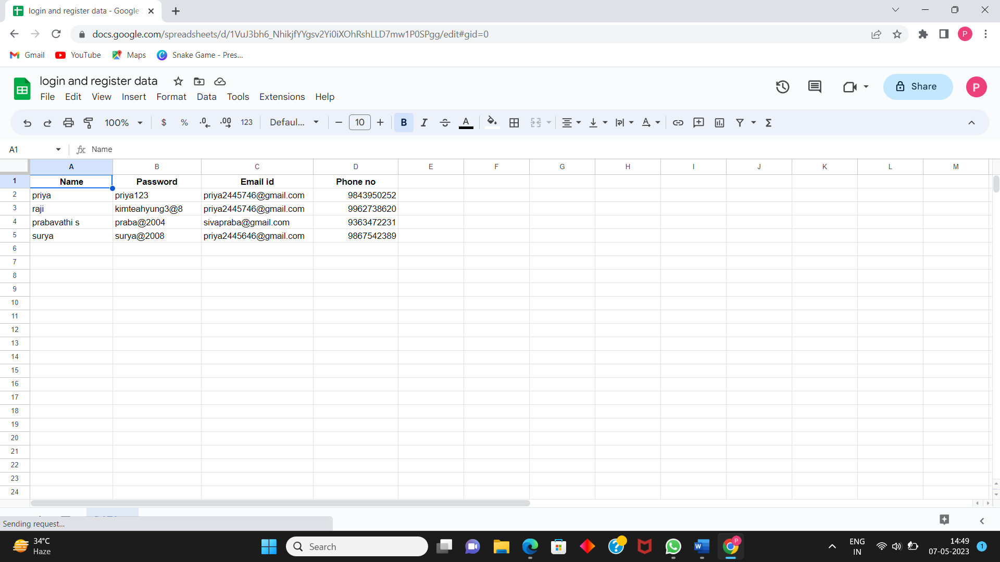 login and register data - Google S
docs.google.com/spreadsheets/d/1VuJ3bh6_NhikjfYYgsv2Yi0iXOhRshLLD7mw1P0SPgg/edit#gid=0
P
Gmail YouTube Maps Snake Game - Pres...
login and register data
File Edit View Insert Format Data Tools Extensions Help
Share
P
100% $ % .0 .00 123 Defaul... 10 B I A
A1 fx Name
A B C D E F G H I J K L M
1 Name Password Email id Phone no
2 priya priya123 priya2445746@gmail.com 9843950252
3 raji kimteahyung3@8 priya2445746@gmail.com 9962738620
4 prabavathi s praba@2004 sivapraba@gmail.com 9363472231
5 surya surya@2008 priya2445646@gmail.com 9867542389
6
7
8
9
10
11
12
13
14
15
16
17
18
19
20
21
22
23
24
Sending request...
34°C
Haze
Search
P
ENG
IN
14:49
07-05-2023
1